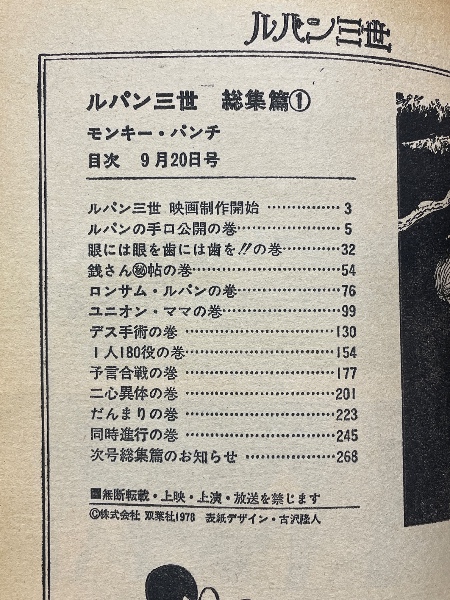 ルパン三世
ルパン三世 総集篇①
モンキー・パンチ
目次 9月20日号
ルパン三世 映画制作開始 ……………… 3
ルパンの手口公開の巻 ……………… 5
眼には眼を歯には歯を!!の巻 ……………… 32
銭さん㊙帖の巻 ……………… 54
ロンサム・ルパンの巻 ……………… 76
ユニオン・ママの巻 ……………… 99
デス手術の巻 ……………… 130
1人180役の巻 ……………… 154
予言合戦の巻 ……………… 177
二心異体の巻 ……………… 201
だんまりの巻 ……………… 223
同時進行の巻 ……………… 245
次号総集篇のお知らせ ……………… 268
■無断転載・上映・上演・放送を禁じます
©株式会社 双葉社1978 表紙デザイン・古沢隆人